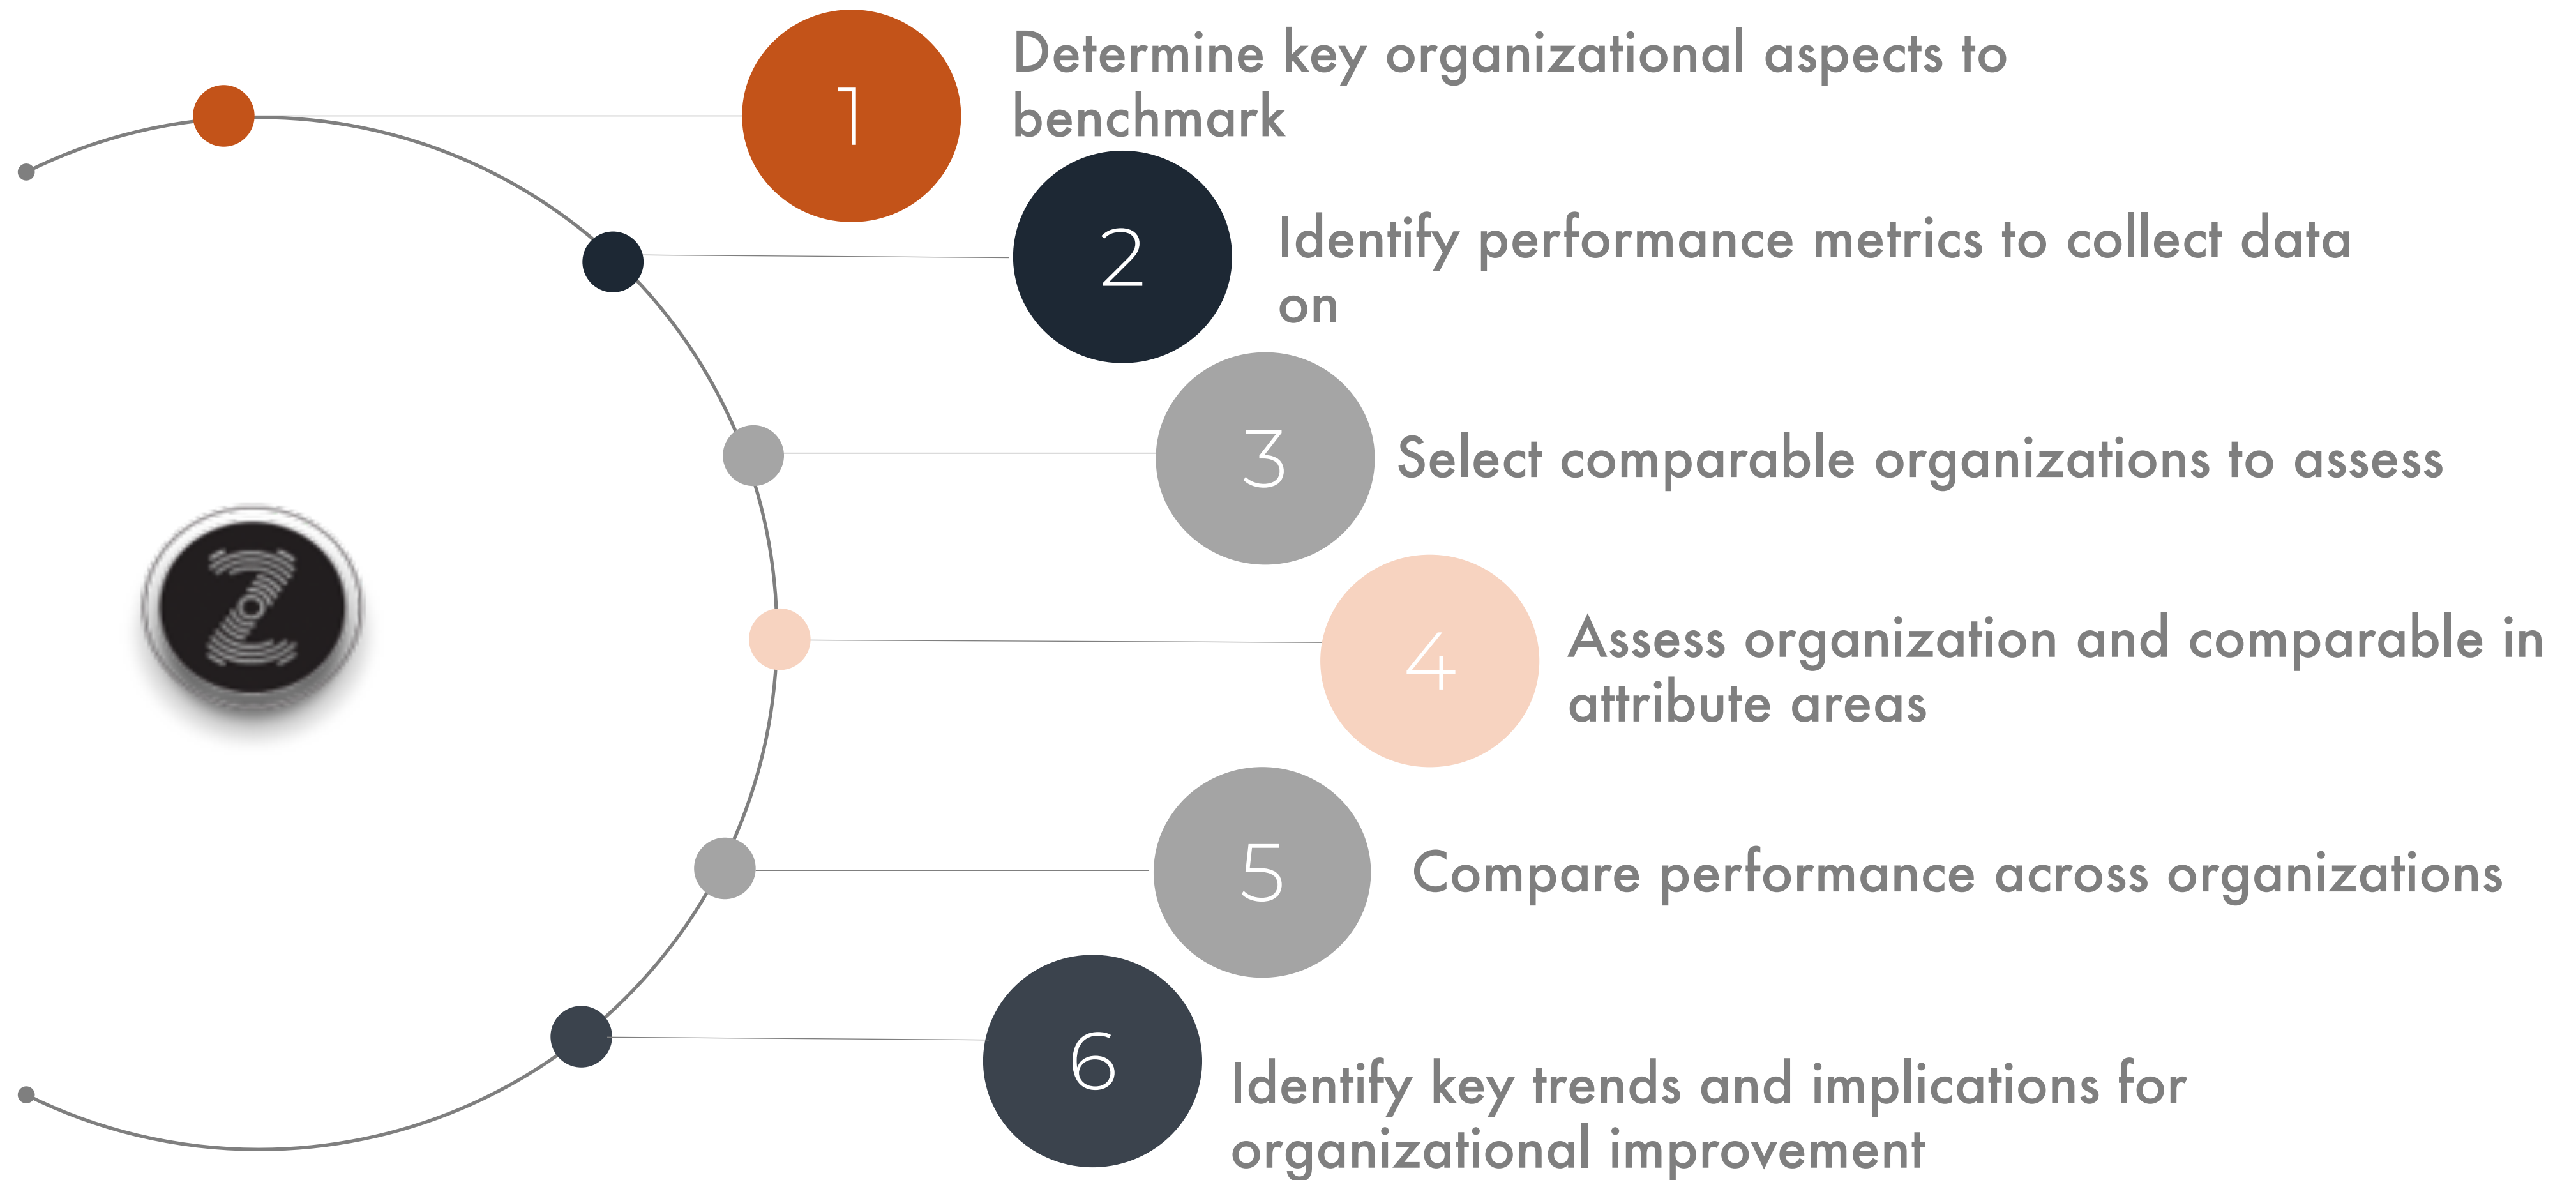 1
Determine key organizational aspects to
benchmark
2
Identify performance metrics to collect data
on
3
Select comparable organizations to assess
4
Assess organization and comparable in
attribute areas
5
Compare performance across organizations
6
Identify key trends and implications for
organizational improvement
Z